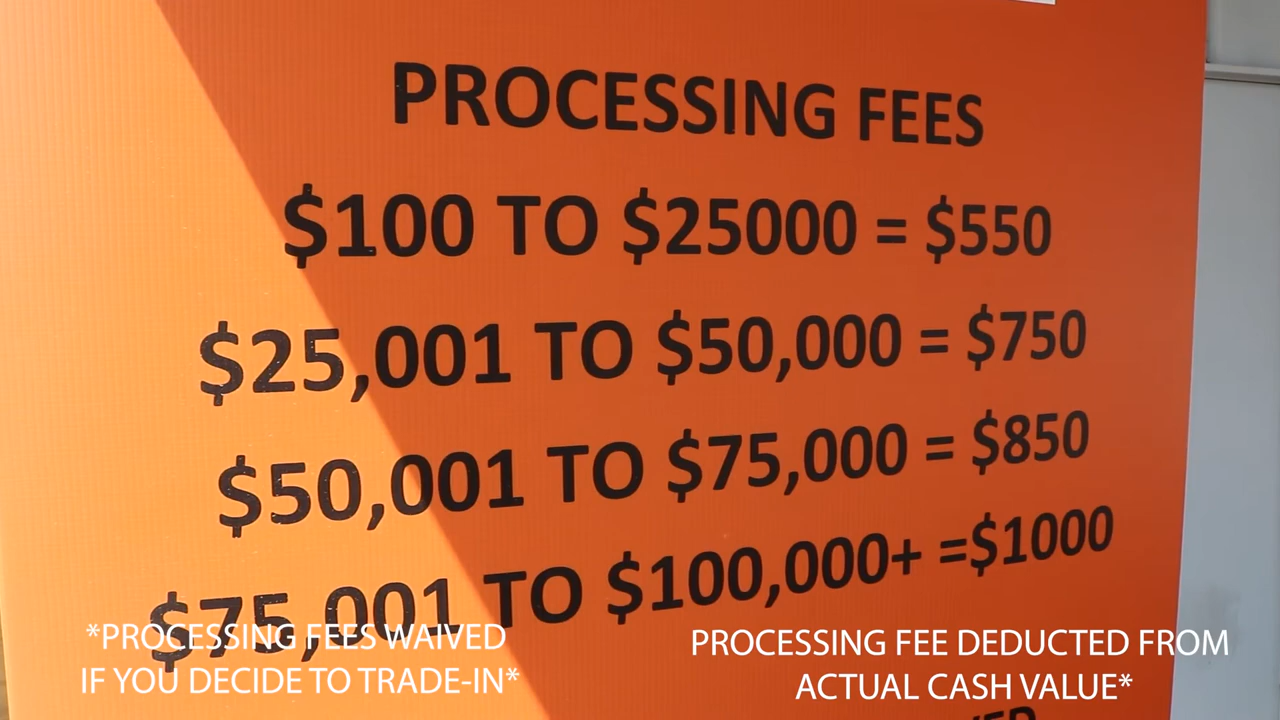 PROCESSING FEES
$100 TO $25000 = $550
$25,001 TO $50,000 = $750
$50,001 TO $75,000 = $850
$75,001 TO $100,000+ =$1000
*PROCESSING FEES WAIVED
IF YOU DECIDE TO TRADE-IN*
PROCESSING FEE DEDUCTED FROM
ACTUAL CASH VALUE*